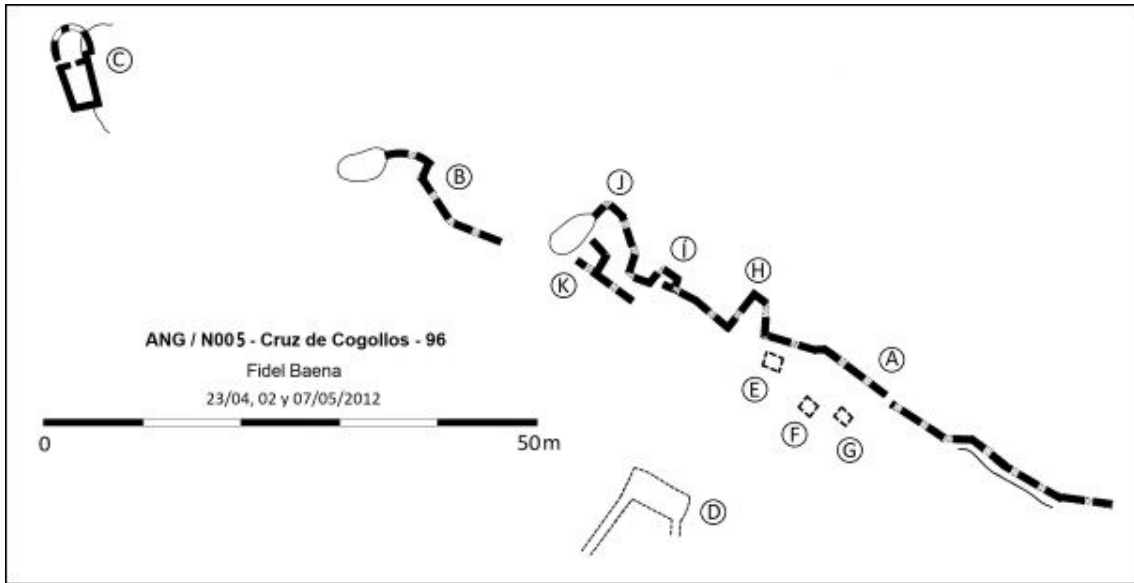 C
B
J
Í
H
K
A
E
F
G
D
ANG / N005 - Cruz de Cogollos - 96
Fidel Baena
23/04, 02 y 07/05/2012
0 50m